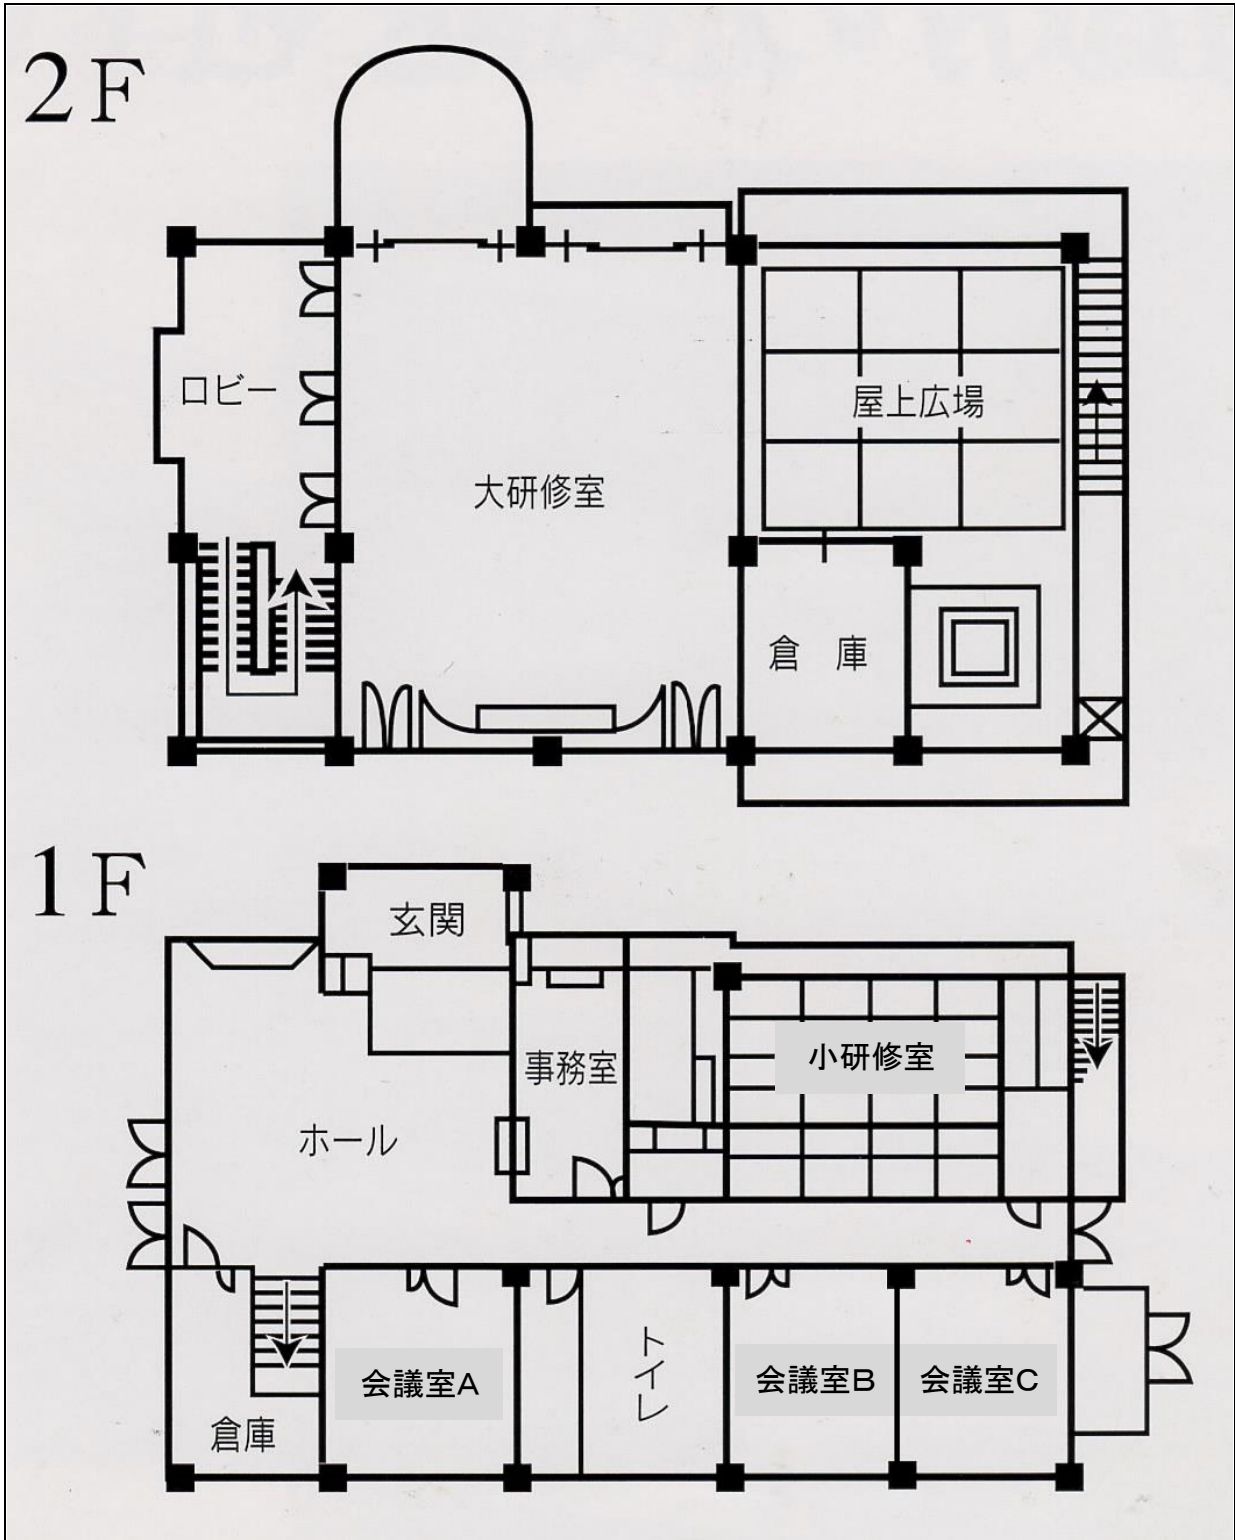 2F
ロビー
屋上広場
大研修室
倉 庫
1F
玄関
小研修室
事務室
ホール
トイレ
会議室A
会議室B
会議室C
倉庫